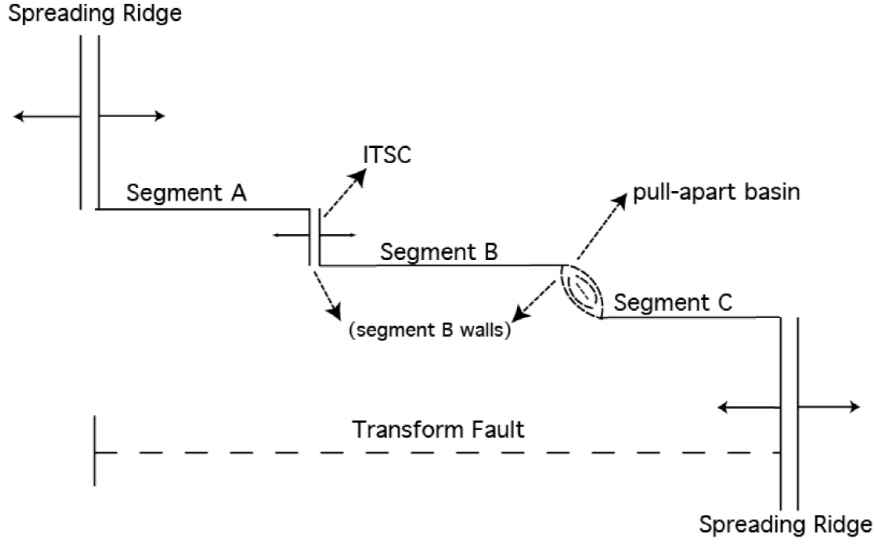 Spreading Ridge
ITSC
Segment A
pull-apart basin
Segment B
Segment C
(segment B walls)
Transform Fault
Spreading Ridge